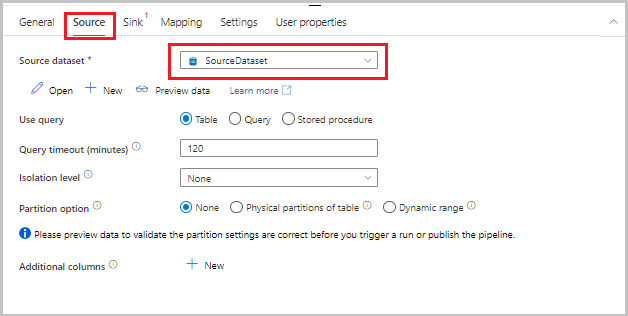 General Source Sink 1 Mapping Settings User properties
Source dataset * SourceDataset
Open New Preview data Learn more
Use query Table Query Stored procedure
Query timeout (minutes) 120
Isolation level None
Partition option None Physical partitions of table Dynamic range
Please preview data to validate the partition settings are correct before you trigger a run or publish the pipeline.
Additional columns New